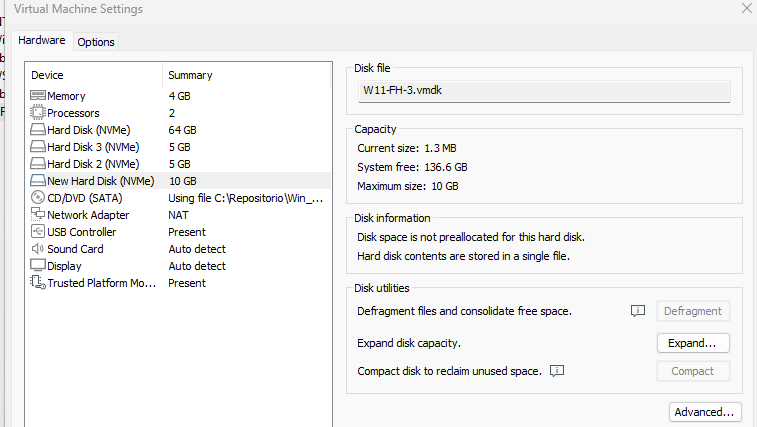 Virtual Machine Settings
Hardware Options
Device Summary
Memory 4 GB
Processors 2
Hard Disk (NVMe) 64 GB
Hard Disk 3 (NVMe) 5 GB
Hard Disk 2 (NVMe) 5 GB
New Hard Disk (NVMe) 10 GB
CD/DVD (SATA) Using file C:\Repositorio\Win_...
Network Adapter NAT
USB Controller Present
Sound Card Auto detect
Display Auto detect
Trusted Platform Mo... Present
Disk file
W11-FH-3.vmdk
Capacity
Current size: 1.3 MB
System free: 136.6 GB
Maximum size: 10 GB
Disk information
Disk space is not preallocated for this hard disk.
Hard disk contents are stored in a single file.
Disk utilities
Defragment files and consolidate free space. Defragment
Expand disk capacity. Expand...
Compact disk to reclaim unused space. Compact
Advanced...